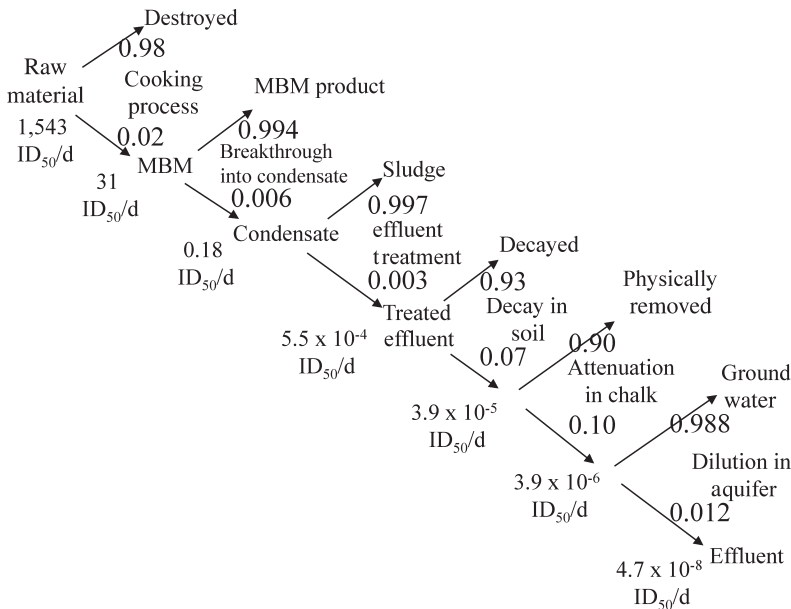 Destroyed
0.98
Raw
material
1,543
ID₅₀/d
Cooking
process
0.02
MBM product
0.994
MBM
31
ID₅₀/d
Breakthrough
into condensate
0.006
Sludge
0.997
Condensate
0.18
ID₅₀/d
effluent
treatment
0.003
Decayed
0.93
Treated
effluent
5.5 x 10⁻⁴
ID₅₀/d
Decay in
soil
0.07
Physically
removed
0.90
3.9 x 10⁻⁵
ID₅₀/d
Attenuation
in chalk
0.10
Ground
water
0.988
3.9 x 10⁻⁶
ID₅₀/d
Dilution in
aquifer
0.012
Effluent
4.7 x 10⁻⁸
ID₅₀/d